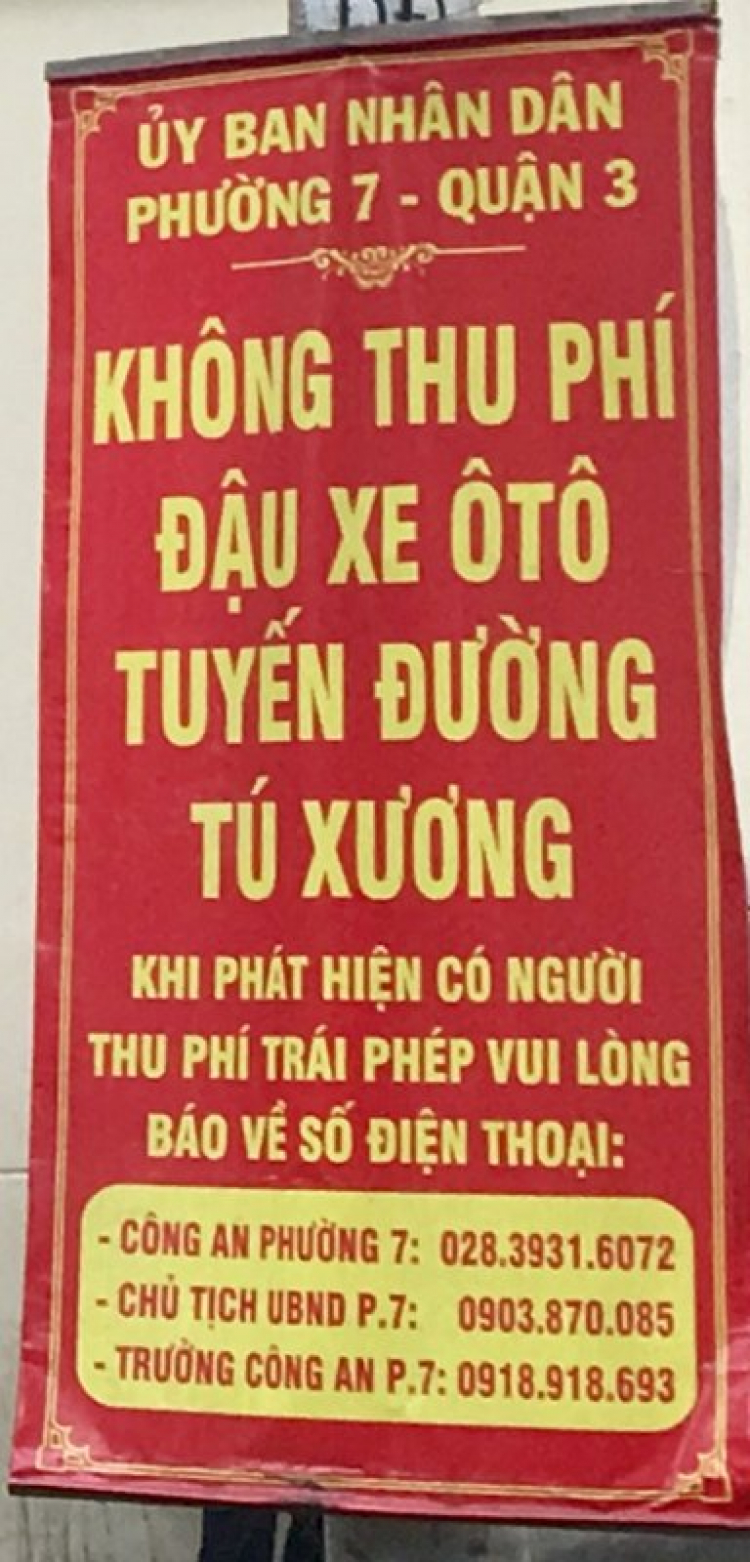 ỦY BAN NHÂN DÂN
PHƯỜNG 7 - QUẬN 3
KHÔNG THU PHÍ
ĐẬU XE ÔTÔ
TUYẾN ĐƯỜNG
TÚ XƯƠNG
KHI PHÁT HIỆN CÓ NGƯỜI
THU PHÍ TRÁI PHÉP VUI LÒNG
BÁO VỀ SỐ ĐIỆN THOẠI:
- CÔNG AN PHƯỜNG 7: 028.3931.6072
- CHỦ TỊCH UBND P.7: 0903.870.085
- TRƯỞNG CÔNG AN P.7: 0918.918.693